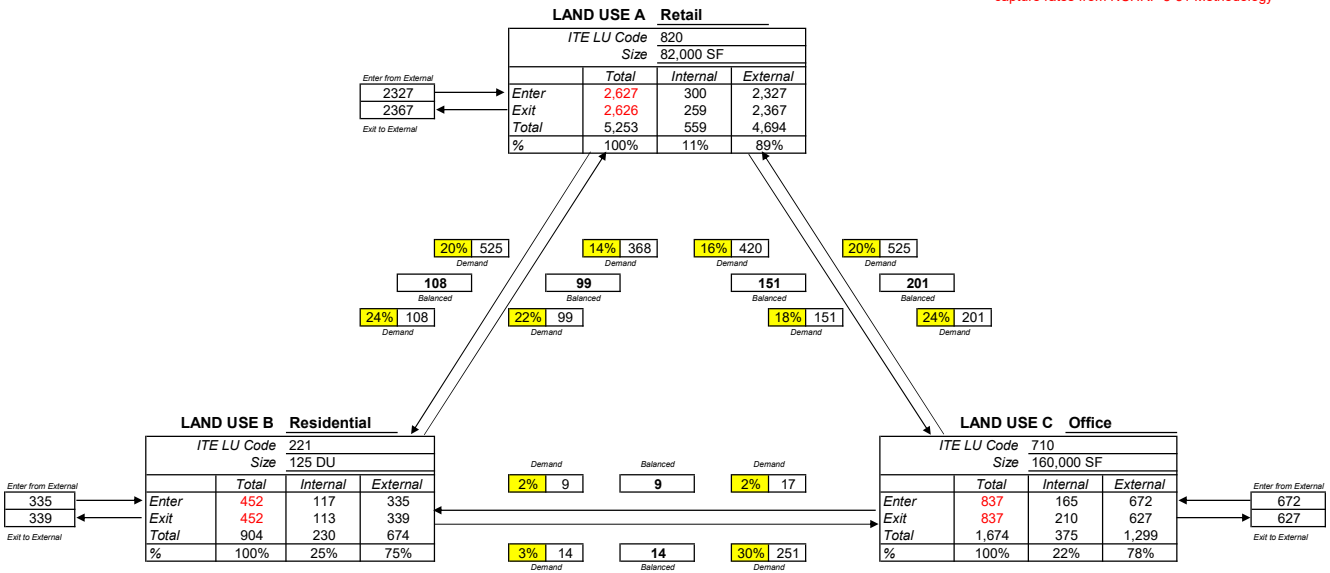 LAND USE A Retail
ITE LU Code 820
Size 82,000 SF
Total Internal External
Enter 2,627 300 2,327
Exit 2,626 259 2,367
Total 5,253 559 4,694
% 100% 11% 89%
Enter from External
2327
2367
Exit to External
20% 525
Demand
108
Balanced
24% 108
Demand
14% 368
Demand
99
Balanced
22% 99
Demand
16% 420
Demand
151
Balanced
18% 151
Demand
20% 525
Demand
201
Balanced
24% 201
Demand
LAND USE B Residential
ITE LU Code 221
Size 125 DU
Total Internal External
Enter 452 117 335
Exit 452 113 339
Total 904 230 674
% 100% 25% 75%
Enter from External
335
339
Exit to External
Demand Balanced Demand
2% 9 9 2% 17
3% 14 14 30% 251
Demand Balanced Demand
LAND USE C Office
ITE LU Code 710
Size 160,000 SF
Total Internal External
Enter 837 165 672
Exit 837 210 627
Total 1,674 375 1,299
% 100% 22% 78%
Enter from External
672
627
Exit to External